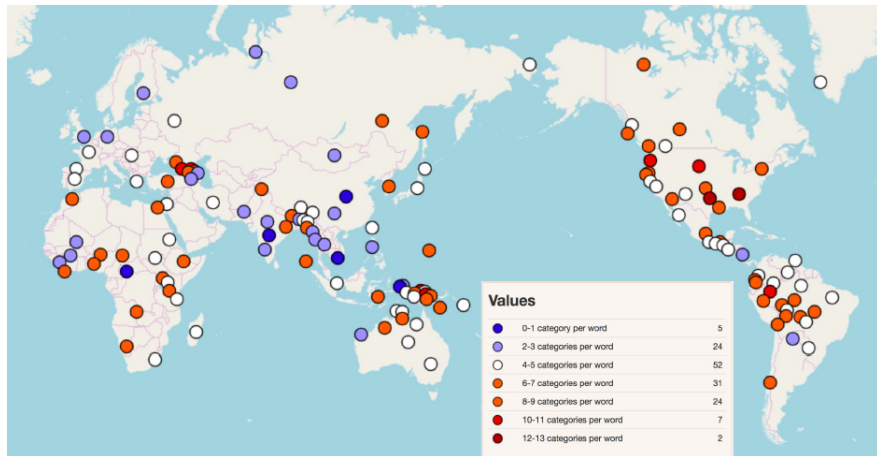 Values
0-1 category per word 5
2-3 categories per word 24
4-5 categories per word 52
6-7 categories per word 31
8-9 categories per word 24
10-11 categories per word 7
12-13 categories per word 2